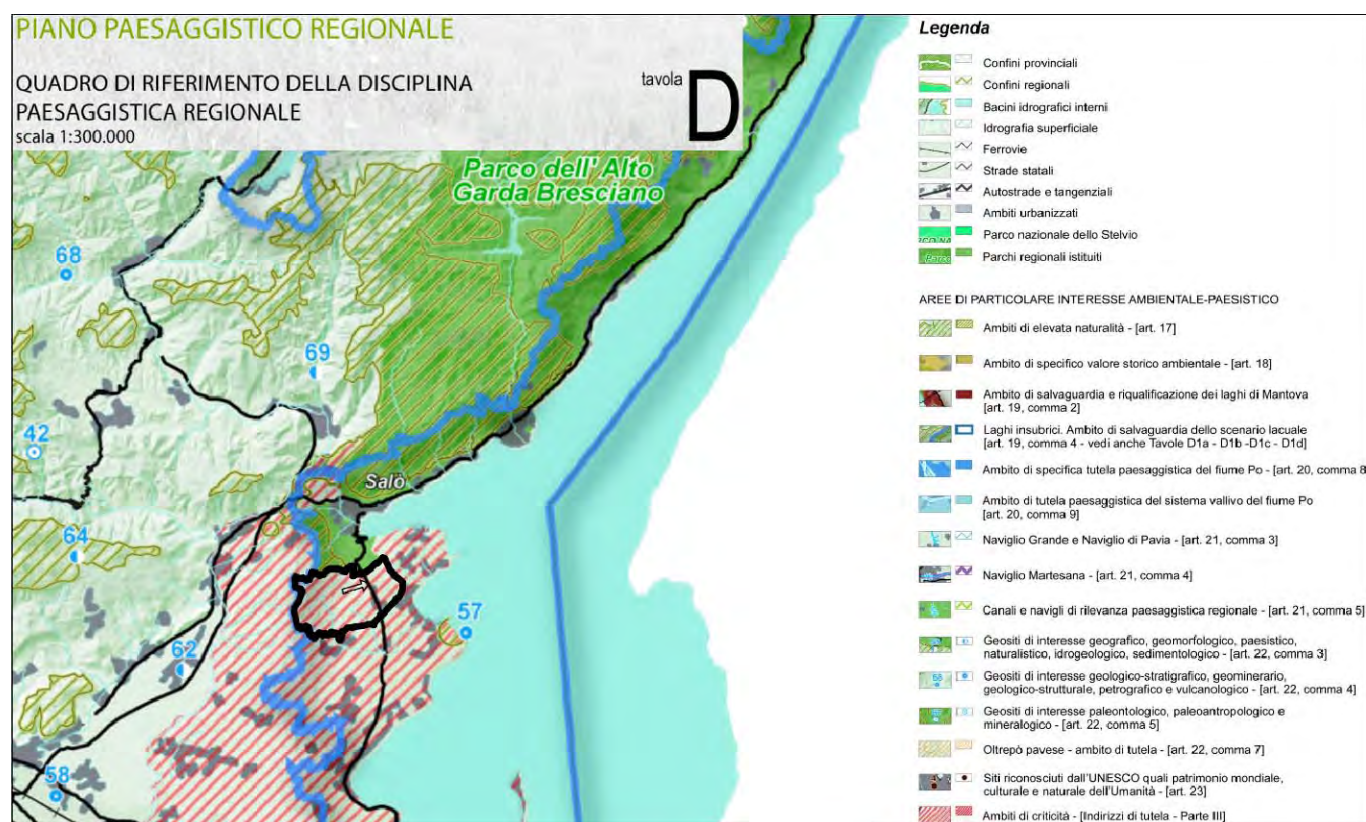 PIANO PAESAGGISTICO REGIONALE
QUADRO DI RIFERIMENTO DELLA DISCIPLINA
PAESAGGISTICA REGIONALE
scala 1:300.000
tavola
D
Parco dell' Alto
Garda Bresciano
68
69
42
Salò
64
57
62
58
Legenda
Confini provinciali
Confini regionali
Bacini idrografici interni
Idrografia superficiale
Ferrovie
Strade statali
Autostrade e tangenziali
Ambiti urbanizzati
Parco nazionale dello Stelvio
Parchi regionali istituiti
AREE DI PARTICOLARE INTERESSE AMBIENTALE-PAESISTICO
Ambiti di elevata naturalità - [art. 17]
Ambito di specifico valore storico ambientale - [art. 18]
Ambito di salvaguardia e riqualificazione dei laghi di Mantova
[art. 19, comma 2]
Laghi insubrici. Ambito di salvaguardia dello scenario lacuale
[art. 19, comma 4 - vedi anche Tavole D1a - D1b -D1c - D1d]
Ambito di specifica tutela paesaggistica del fiume Po - [art. 20, comma 8
Ambito di tutela paesaggistica del sistema vallivo del fiume Po
[art. 20, comma 9]
Naviglio Grande e Naviglio di Pavia - [art. 21, comma 3]
Naviglio Martesana - [art. 21, comma 4]
Canali e navigli di rilevanza paesaggistica regionale - [art. 21, comma 5]
Geositi di interesse geografico, geomorfologico, paesistico,
naturalistico, idrogeologico, sedimentologico - [art. 22, comma 3]
Geositi di interesse geologico-stratigrafico, geominerario,
geologico-strutturale, petrografico e vulcanologico - [art. 22, comma 4]
Geositi di interesse paleontologico, paleoantropologico e
mineralogico - [art. 22, comma 5]
Oltrepò pavese - ambito di tutela - [art. 22, comma 7]
Siti riconosciuti dall'UNESCO quali patrimonio mondiale,
culturale e naturale dell'Umanità - [art. 23]
Ambiti di criticità - [Indirizzi di tutela - Parte III]